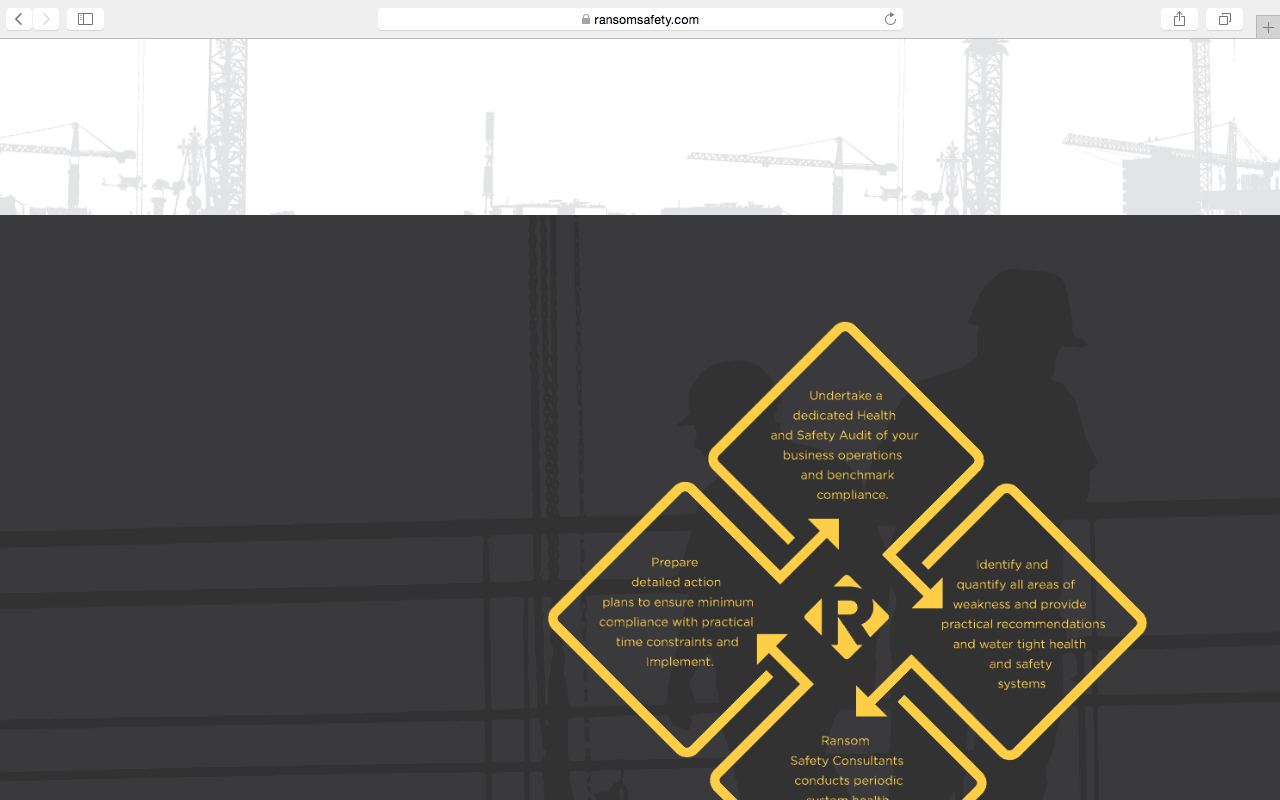 ransomsafety.com
Undertake a
dedicated Health
and Safety Audit of your
business operations
and benchmark
compliance.
Prepare
detailed action
plans to ensure minimum
compliance with practical
time constraints and
Implement.
R
Identify and
quantify all areas of
weakness and provide
practical recommendations
and water tight health
and safety
systems
Ransom
Safety Consultants
conducts periodic
system health